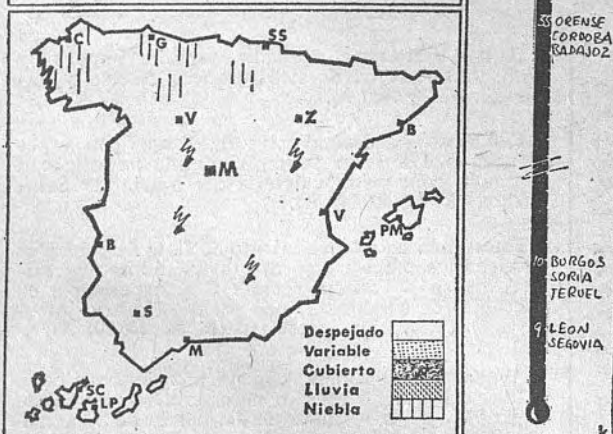 C
G
SS
V
Z
B
M
V
PM
B
S
M
SC
LP
Despejado
Variable
Cubierto
Lluvia
Niebla
35 ORENSE
CORDOBA
BADAJOZ
10 BURGOS
SORIA
TERUEL
9 LEON
SEGOVIA